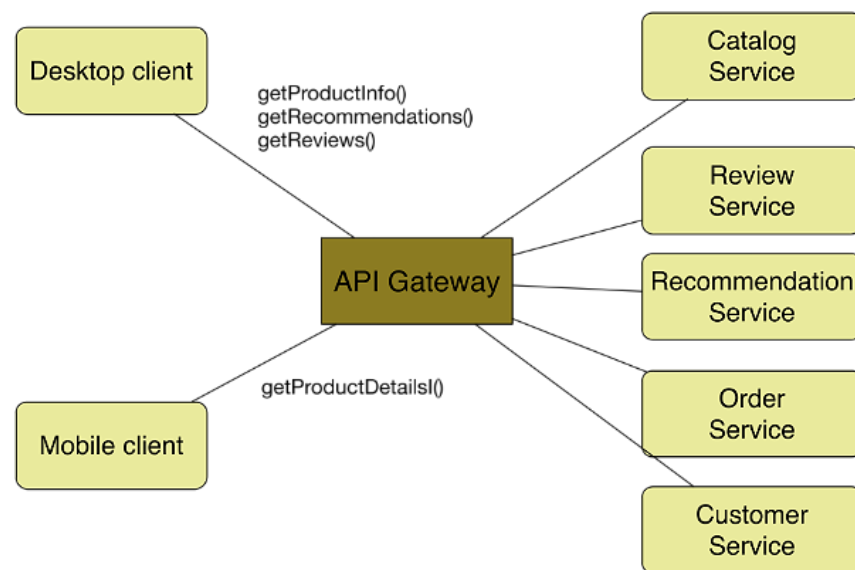 Desktop client
getProductInfo()
getRecommendations()
getReviews()
Catalog
Service
Review
Service
API Gateway
Recommendation
Service
getProductDetailsl()
Order
Service
Mobile client
Customer
Service